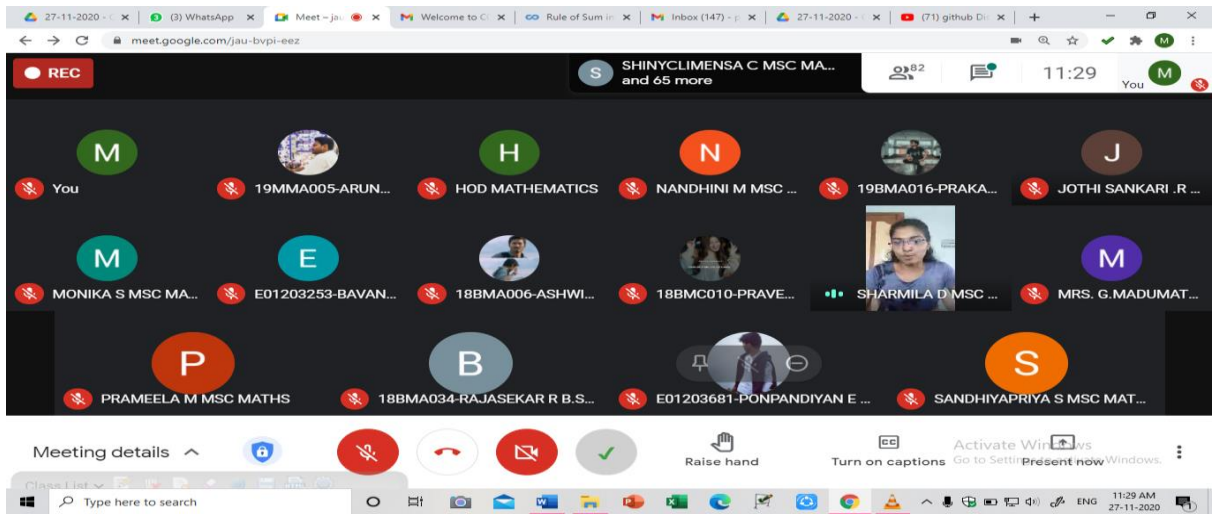 27-11-2020 - (
(3) WhatsApp
Meet – jau
Welcome to C
Rule of Sum in
Inbox (147) - p
27-11-2020 - (
(71) github De
meet.google.com/jau-bvpi-eez
M
REC
S
SHINYCLIMENSA C MSC MA...
and 65 more
82
11:29
You
M
M
H
N
J
You
19MMA005-ARUN...
HOD MATHEMATICS
NANDHINI M MSC ...
19BMA016-PRAKA...
JOTHI SANKARI .R ...
M
E
M
MONIKA S MSC MA...
E01203253-BAVAN...
18BMA006-ASHWI...
18BMC010-PRAVE...
SHARMILA D MSC ...
MRS. G.MADUMAT...
P
B
S
PRAMEELA M MSC MATHS
18BMA034-RAJASEKAR R B.S...
E01203681-PONPANDIYAN E ...
SANDHIYAPRIYA S MSC MAT...
Meeting details
Raise hand
CC
Turn on captions
Activate Windows
Go to Settings to activate Windows.
Present now
Class List
Type here to search
ENG
11:29 AM
27-11-2020